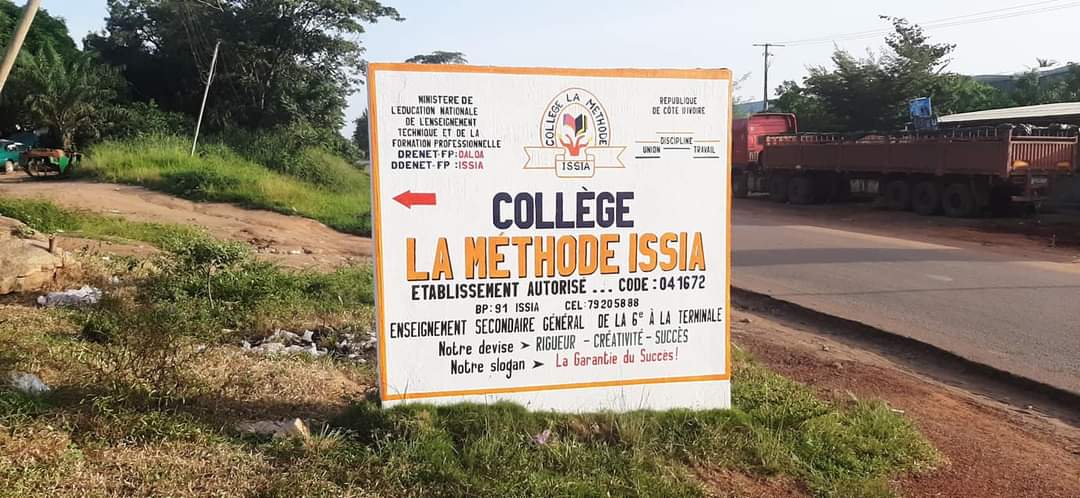 MINISTERE DE
L'EDUCATION NATIONALE
DE L'ENSEIGNEMENT
TECHNIQUE ET DE LA
FORMATION PROFESSIONNELLE
DRENET-FP:DALOA
DDENET-FP:ISSIA
COLLEGE LA METHODE
ISSIA
REPUBLIQUE
DE CÔTE D'IVOIRE
DISCIPLINE
UNION TRAVAIL
COLLÈGE
LA MÉTHODE ISSIA
ETABLISSEMENT AUTORISÉ ... CODE : 041672
BP: 91 ISSIA CEL: 79205888
ENSEIGNEMENT SECONDAIRE GÉNÉRAL DE LA 6e À LA TERMINALE
Notre devise > RIGUEUR - CRÉATIVITÉ - SUCCÈS
Notre slogan > La Garantie du Succès!